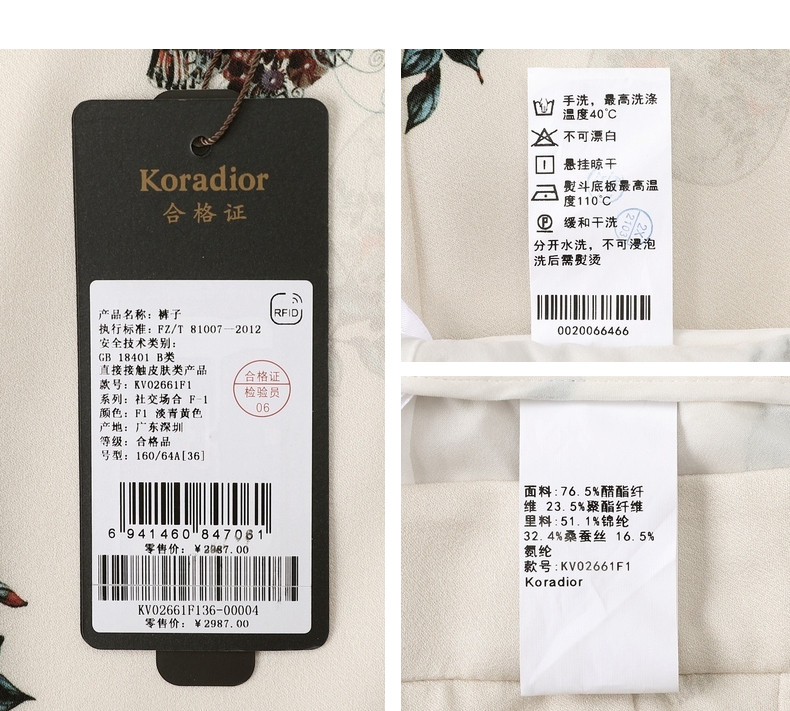 Koradior
合格证
RFID
产品名称：裤子
执行标准：FZ/T 81007—2012
安全技术类别：
GB 18401 B类
直接接触皮肤类产品
款号：KV02661F1
系列：社交场合 F-1
颜色：F1 淡青黄色
产地：广东深圳
等级：合格品
号型：160/64A[36]
合格证
检验员
06
6 941460 847061
零售价：¥2987.00
KV02661F136-00004
零售价：¥2987.00
手洗，最高洗涤
温度40℃
不可漂白
悬挂晾干
熨斗底板最高温
度110℃
P
缓和干洗
分开水洗，不可浸泡
洗后需熨烫
0020066466
面料:76.5%醋酯纤
维 23.5%聚酯纤维
里料:51.1%锦纶
32.4%桑蚕丝 16.5%
氨纶
款号:KV02661F1
Koradior